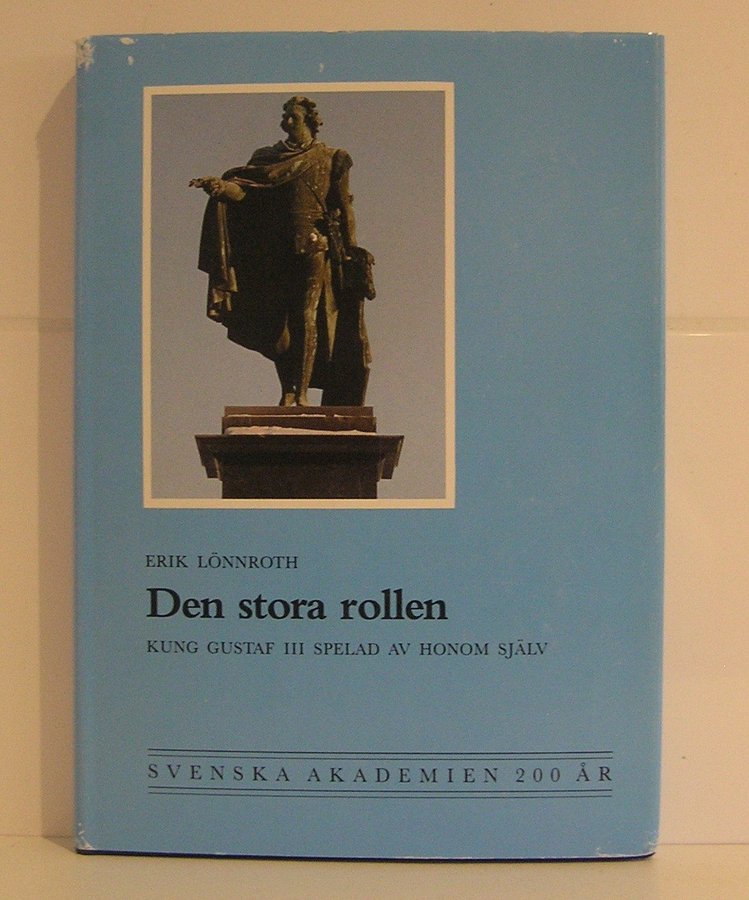 ERIK LÖNNROTH
Den stora rollen
KUNG GUSTAF III SPELAD AV HONOM SJÄLV
SVENSKA AKADEMIEN 200 ÅR